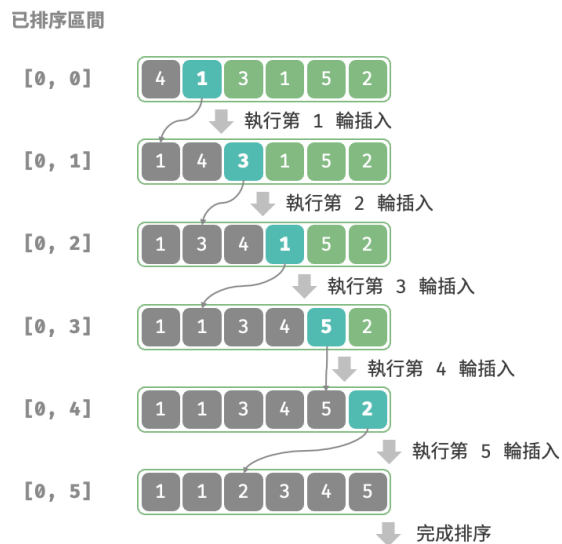 已排序區間
[0, 0] 4 1 3 1 5 2
執行第 1 輪插入
[0, 1] 1 4 3 1 5 2
執行第 2 輪插入
[0, 2] 1 3 4 1 5 2
執行第 3 輪插入
[0, 3] 1 1 3 4 5 2
執行第 4 輪插入
[0, 4] 1 1 3 4 5 2
執行第 5 輪插入
[0, 5] 1 1 2 3 4 5
完成排序